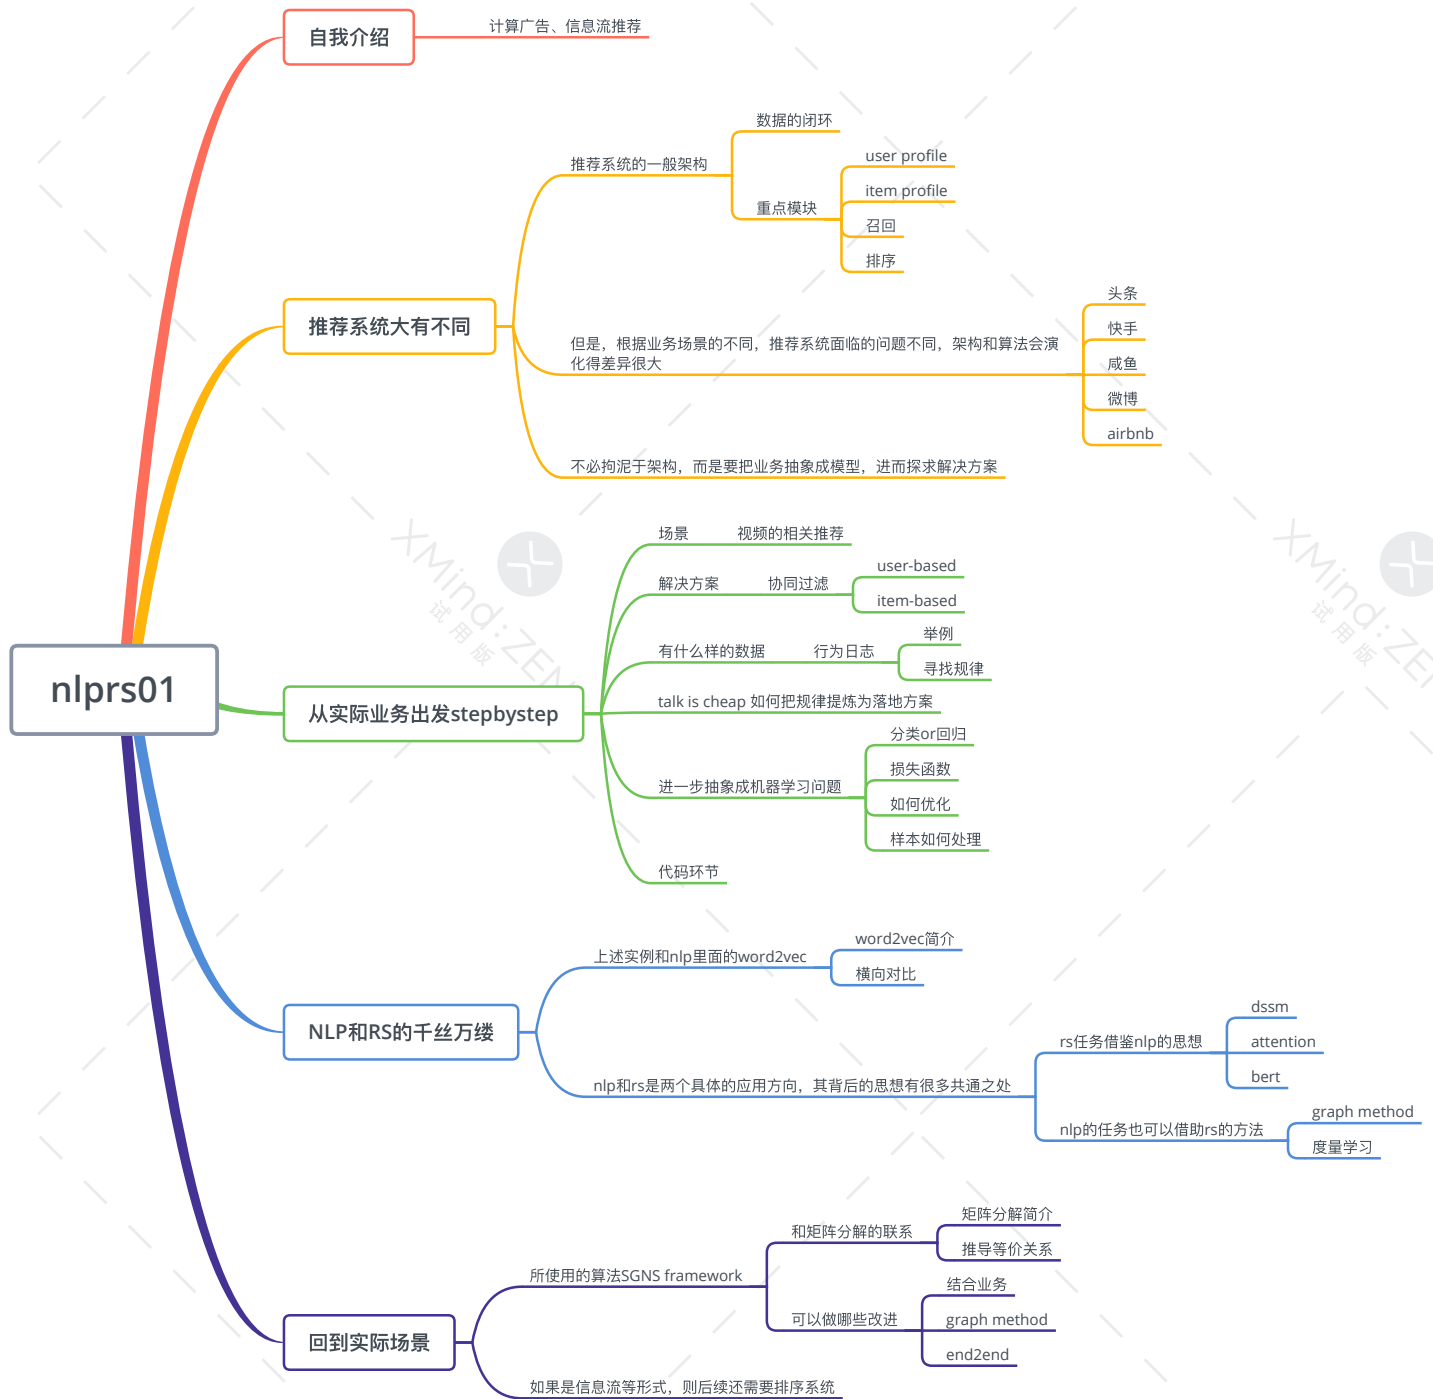 自我介绍
计算广告、信息流推荐
推荐系统大有不同
推荐系统的一般架构
数据的闭环
重点模块
user profile
item profile
召回
排序
但是，根据业务场景的不同，推荐系统面临的问题不同，架构和算法会演
化得差异很大
头条
快手
咸鱼
微博
airbnb
不必拘泥于架构，而是要把业务抽象成模型，进而探求解决方案
nlprs01
从实际业务出发stepbystep
场景
视频的相关推荐
解决方案
协同过滤
user-based
item-based
有什么样的数据
行为日志
举例
寻找规律
talk is cheap 如何把规律提炼为落地方案
进一步抽象成机器学习问题
分类or回归
损失函数
如何优化
样本如何处理
代码环节
NLP和RS的千丝万缕
上述实例和nlp里面的word2vec
word2vec简介
横向对比
nlp和rs是两个具体的应用方向，其背后的思想有很多共通之处
rs任务借鉴nlp的思想
dssm
attention
bert
nlp的任务也可以借助rs的方法
graph method
度量学习
回到实际场景
所使用的算法SGNS framework
和矩阵分解的联系
矩阵分解简介
推导等价关系
可以做哪些改进
结合业务
graph method
end2end
如果是信息流等形式，则后续还需要排序系统
XMind:ZEN
试用版
XMind:ZEN
试用版